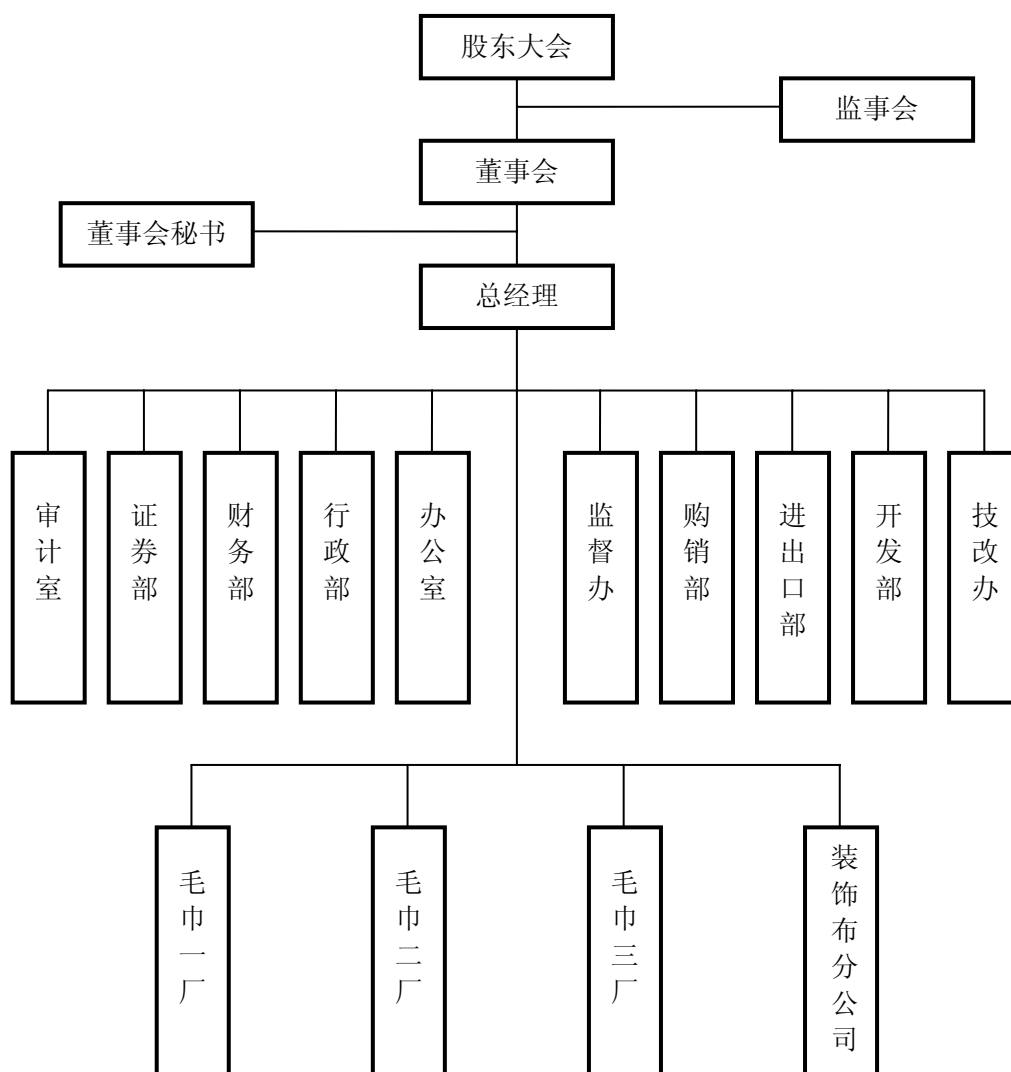 股东大会
监事会
董事会
董事会秘书
总经理
审计室
证券部
财务部
行政部
办公室
监督办
购销部
进出口部
开发部
技改办
毛巾一厂
毛巾二厂
毛巾三厂
装饰布分公司